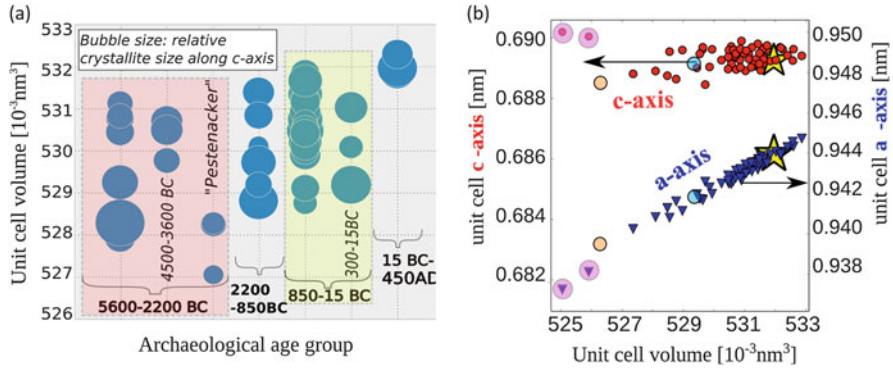 (a)
Bubble size: relative
crystallite size along c-axis
Unit cell volume [10⁻³nm³]
533
532
531
530
529
528
527
526
4500-3600 BC
"Pestenacker"
300-15BC
5600-2200 BC
2200
-850BC
850-15 BC
15 BC-
450AD
Archaeological age group
(b)
unit cell c -axis [nm]
0.690
0.688
0.686
0.684
0.682
c-axis
a-axis
0.950
0.948
0.946
0.944
0.942
0.940
0.938
unit cell a -axis [nm]
525
527
529
531
533
Unit cell volume [10⁻³nm³]